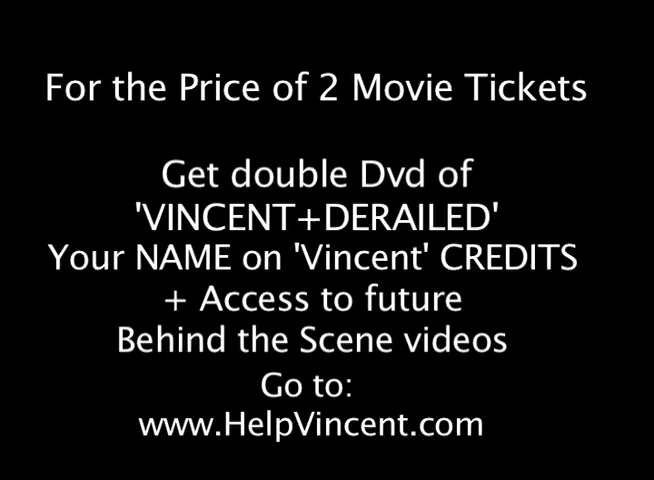 For the Price of 2 Movie Tickets
Get double Dvd of
'VINCENT+DERAILED'
Your NAME on 'Vincent' CREDITS
+ Access to future
Behind the Scene videos
Go to:
www.HelpVincent.com